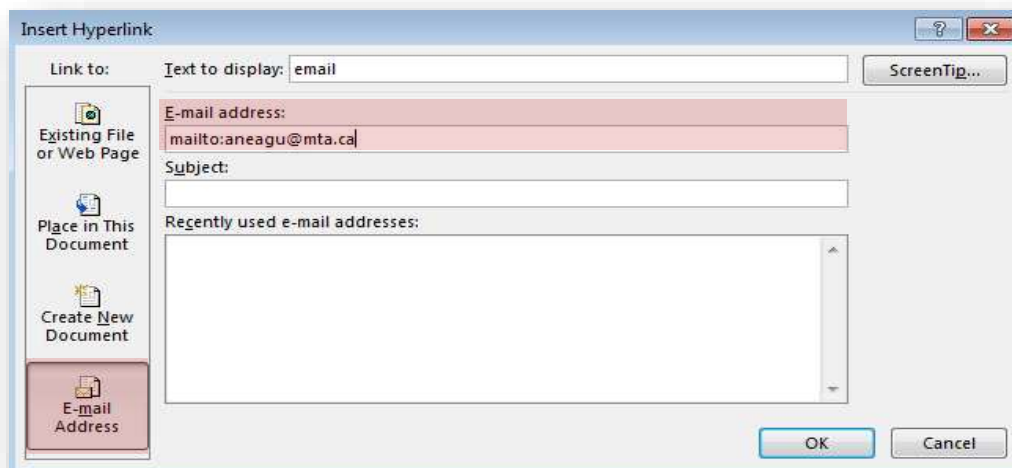 Insert Hyperlink
Link to:
Text to display: email
ScreenTip...
Existing File
or Web Page
E-mail address:
mailto:aneagu@mta.ca
Subject:
Place in This
Document
Recently used e-mail addresses:
Create New
Document
E-mail
Address
OK
Cancel